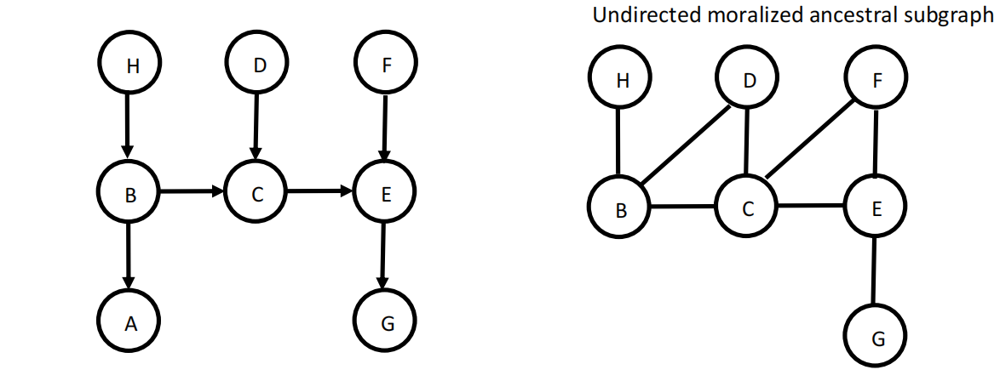 Undirected moralized ancestral subgraph
H D F
B C E
A G
H D F
B C E
G